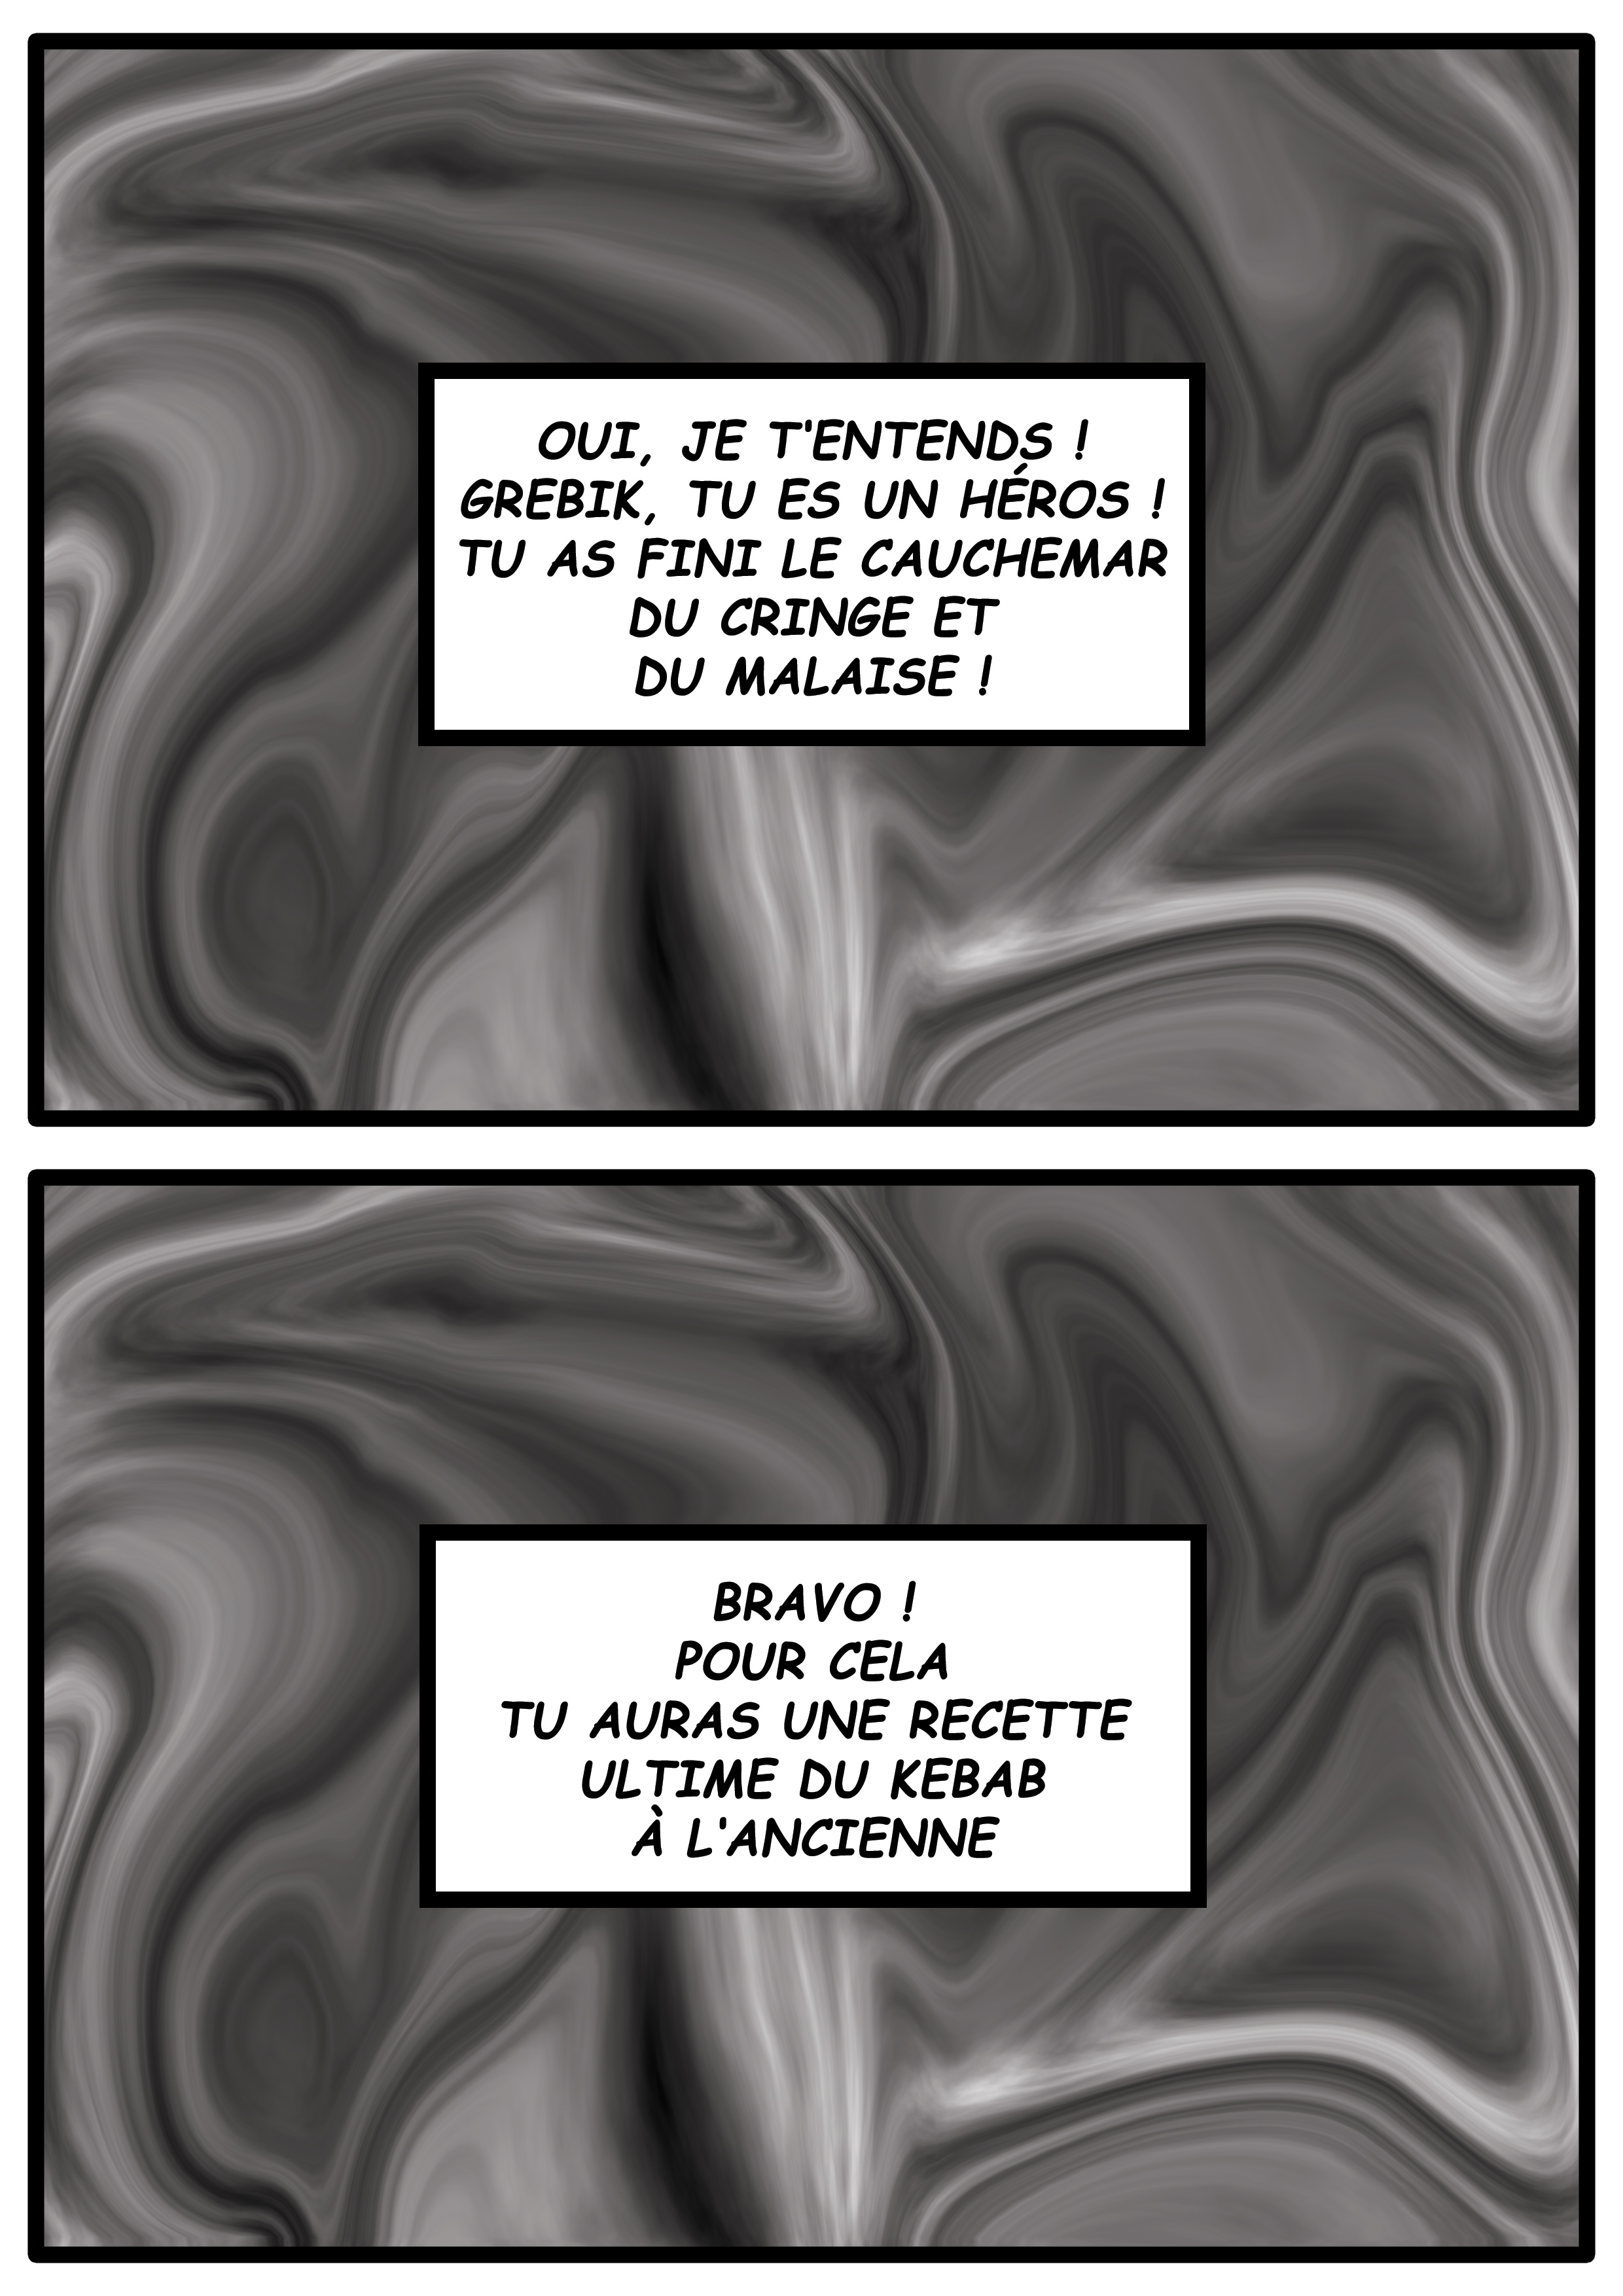 OUI, JE T'ENTENDS !
GREBIK, TU ES UN HÉROS !
TU AS FINI LE CAUCHEMAR
DU CRINGE ET
DU MALAISE !
BRAVO !
POUR CELA
TU AURAS UNE RECETTE
ULTIME DU KEBAB
À L'ANCIENNE